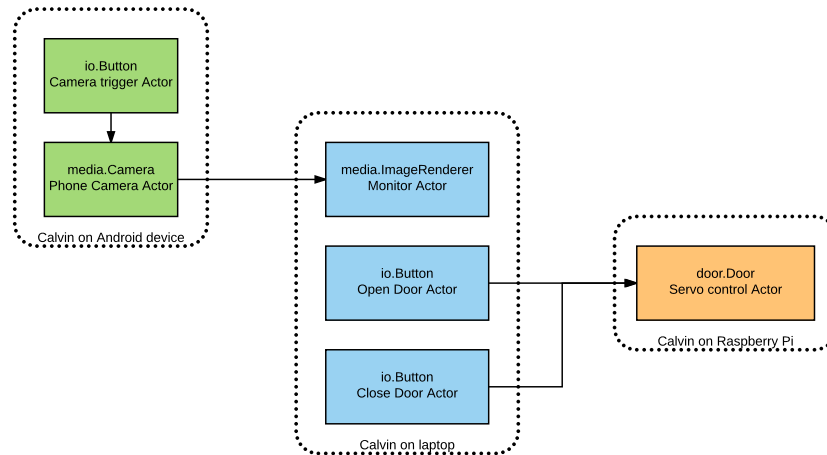 io.Button
Camera trigger Actor
media.Camera
Phone Camera Actor
Calvin on Android device
media.ImageRenderer
Monitor Actor
io.Button
Open Door Actor
io.Button
Close Door Actor
Calvin on laptop
door.Door
Servo control Actor
Calvin on Raspberry Pi